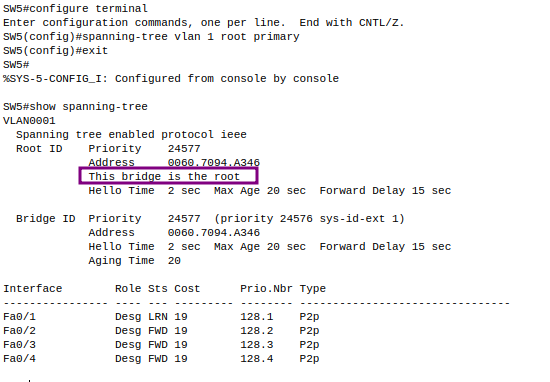 SW5#configure terminal
Enter configuration commands, one per line.  End with CNTL/Z.
SW5(config)#spanning-tree vlan 1 root primary
SW5(config)#exit
SW5#
%SYS-5-CONFIG_I: Configured from console by console

SW5#show spanning-tree
VLAN0001
  Spanning tree enabled protocol ieee
  Root ID    Priority    24577
             Address     0060.7094.A346
             This bridge is the root
             Hello Time  2 sec  Max Age 20 sec  Forward Delay 15 sec

  Bridge ID  Priority    24577  (priority 24576 sys-id-ext 1)
             Address     0060.7094.A346
             Hello Time  2 sec  Max Age 20 sec  Forward Delay 15 sec
             Aging Time  20

Interface        Role Sts Cost      Prio.Nbr Type
---------------- ---- --- --------- -------- --------------------------------
Fa0/1            Desg LRN 19        128.1    P2p
Fa0/2            Desg FWD 19        128.2    P2p
Fa0/3            Desg FWD 19        128.3    P2p
Fa0/4            Desg FWD 19        128.4    P2p